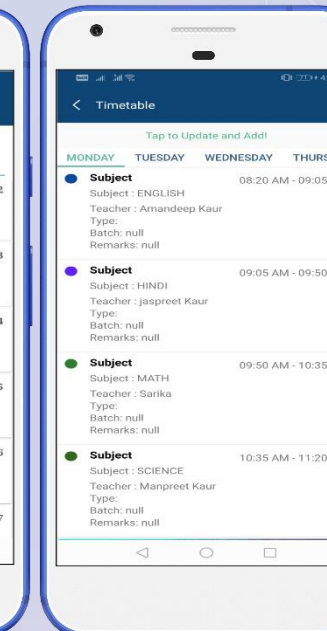 Timetable
Tap to Update and Add!
MONDAY TUESDAY WEDNESDAY THURS
Subject 08:20 AM - 09:05
Subject : ENGLISH
Teacher : Amandeep Kaur
Type:
Batch: null
Remarks: null
Subject 09:05 AM - 09:50
Subject : HINDI
Teacher : jaspreet Kaur
Type:
Batch: null
Remarks: null
Subject 09:50 AM - 10:35
Subject : MATH
Teacher : Sarika
Type:
Batch: null
Remarks: null
Subject 10:35 AM - 11:20
Subject : SCIENCE
Teacher : Manpreet Kaur
Type:
Batch: null
Remarks: null